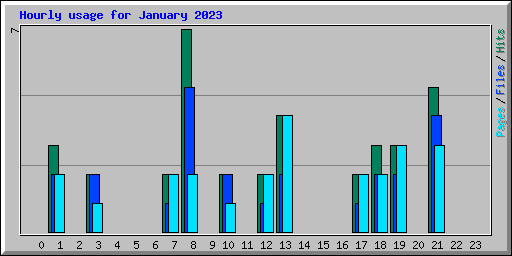 Hourly usage for January 2023
7
Pages/Files/Hits
0 1 2 3 4 5 6 7 8 9 10 11 12 13 14 15 16 17 18 19 20 21 22 23